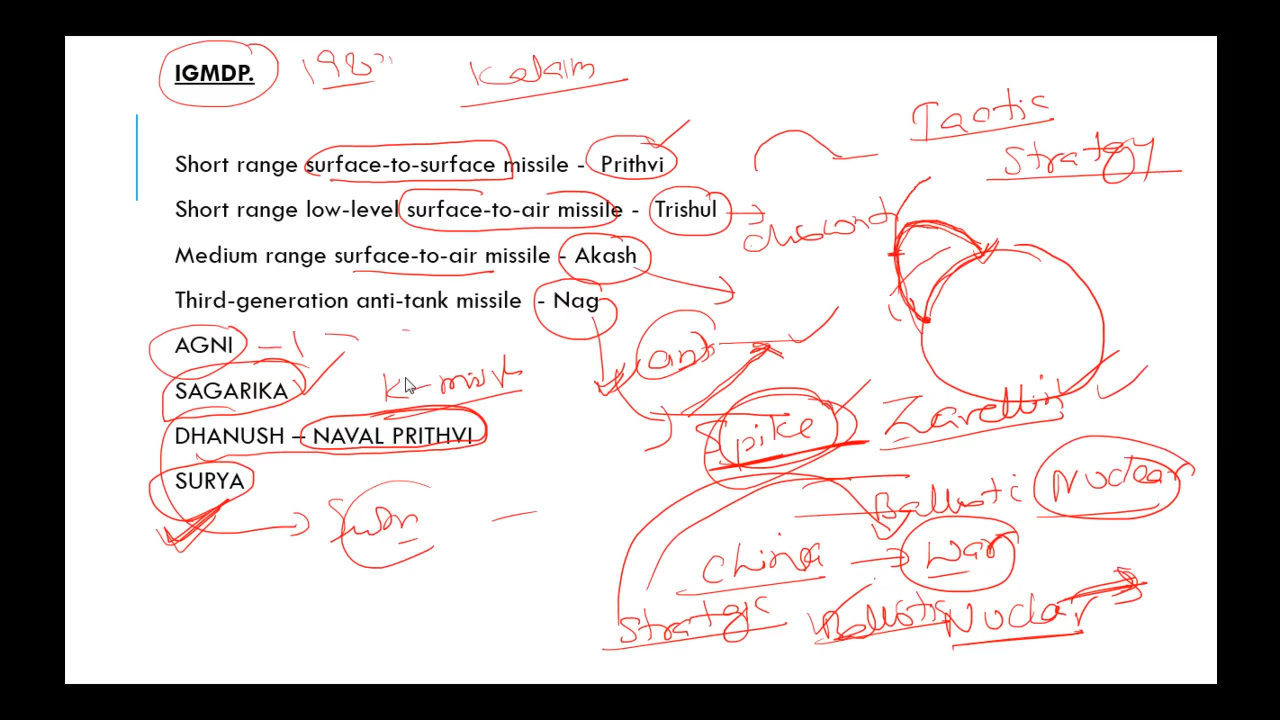 IGMDP. Kalam
Tactic
Strategy
Short range surface-to-surface missile - Prithvi
Short range low-level surface-to-air missile - Trishul
Medium range surface-to-air missile - Akash
Third-generation anti-tank missile - Nag
AGNI - 1
SAGARIKA
DHANUSH – NAVAL PRITHVI
spike
SURYA
Ballistic Nuclear
China → War
Strategic Ballistic Nuclear